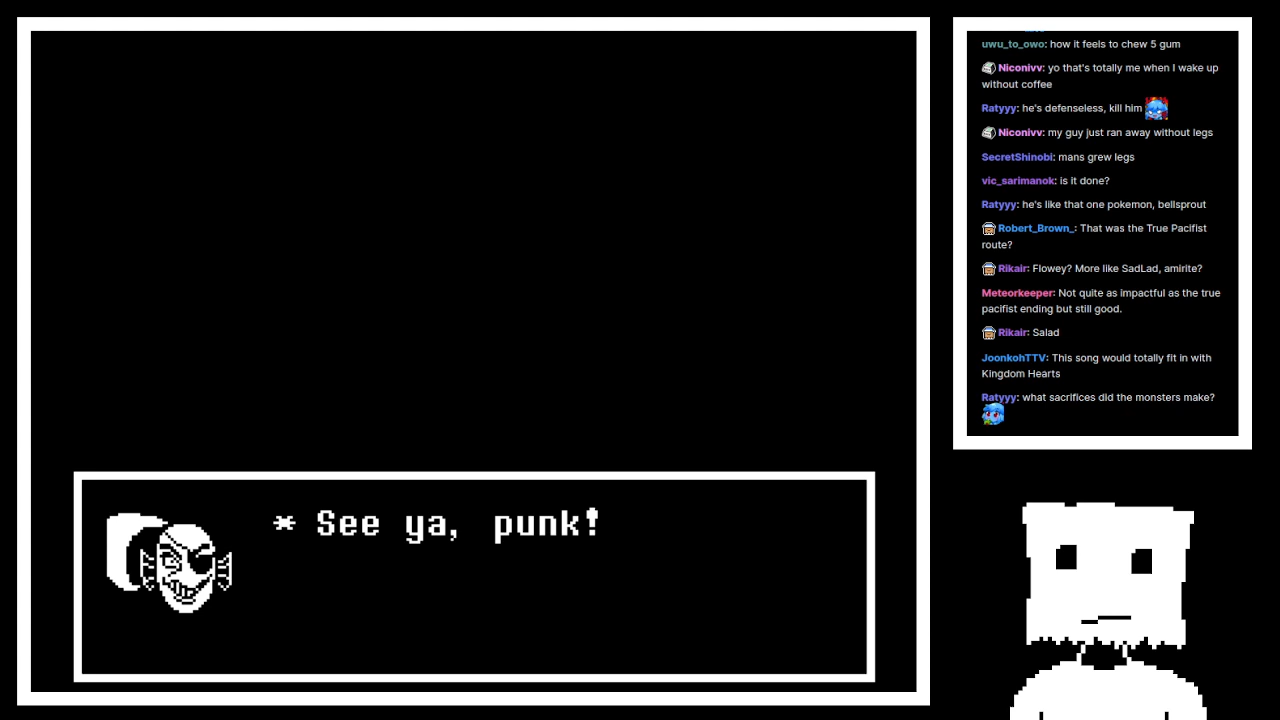 * See ya, punk!
uwu_to_owo: how it feels to chew 5 gum
Niconivv: yo that's totally me when I wake up
without coffee
Ratyyy: he's defenseless, kill him
Niconivv: my guy just ran away without legs
SecretShinobi: mans grew legs
vic_sarimanok: is it done?
Ratyyy: he's like that one pokemon, bellsprout
Robert_Brown_: That was the True Pacifist
route?
Rikair: Flowey? More like SadLad, amirite?
Meteorkeeper: Not quite as impactful as the true
pacifist ending but still good.
Rikair: Salad
JoonkohTTV: This song would totally fit in with
Kingdom Hearts
Ratyyy: what sacrifices did the monsters make?